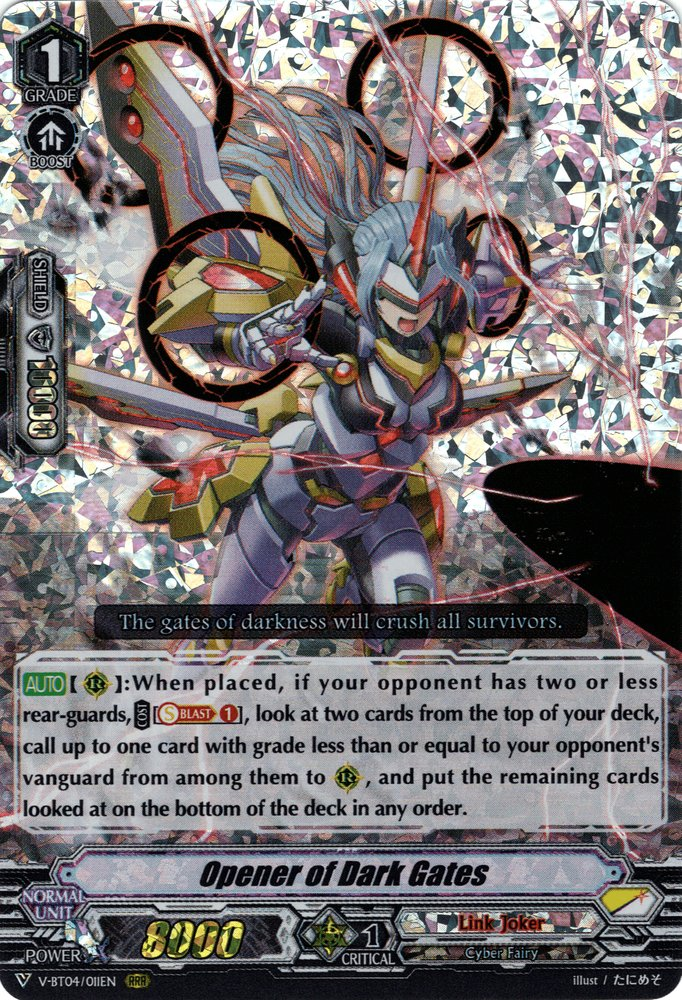 1
GRADE
BOOST
SHIELD
10000
The gates of darkness will crush all survivors.
AUTO【 R 】:When placed, if your opponent has two or less
rear-guards, COST [S BLAST 1], look at two cards from the top of your deck,
call up to one card with grade less than or equal to your opponent's
vanguard from among them to R , and put the remaining cards
looked at on the bottom of the deck in any order.
Opener of Dark Gates
NORMAL
UNIT
Link Joker
POWER 8000
1
CRITICAL
Cyber Fairy
V-BT04/011EN RRR
illust / たにめそ